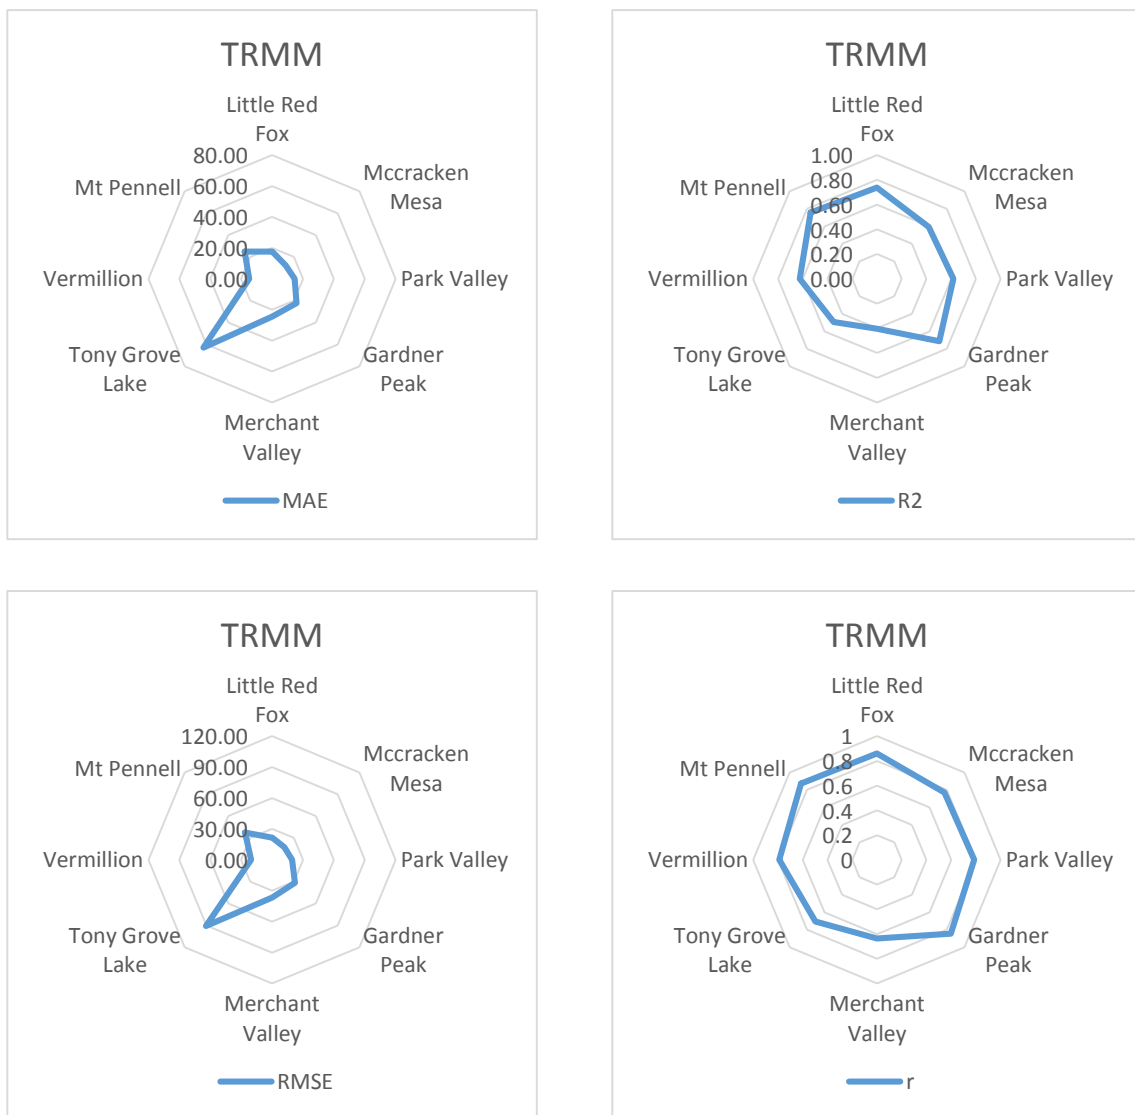 TRMM
Little Red
Fox
Mccracken
Mesa
Park Valley
Gardner
Peak
Merchant
Valley
Tony Grove
Lake
Vermillion
Mt Pennell
80.00
60.00
40.00
20.00
0.00
MAE
TRMM
Little Red
Fox
Mccracken
Mesa
Park Valley
Gardner
Peak
Merchant
Valley
Tony Grove
Lake
Vermillion
Mt Pennell
1.00
0.80
0.60
0.40
0.20
0.00
R2
TRMM
Little Red
Fox
Mccracken
Mesa
Park Valley
Gardner
Peak
Merchant
Valley
Tony Grove
Lake
Vermillion
Mt Pennell
120.00
90.00
60.00
30.00
0.00
RMSE
TRMM
Little Red
Fox
Mccracken
Mesa
Park Valley
Gardner
Peak
Merchant
Valley
Tony Grove
Lake
Vermillion
Mt Pennell
1
0.8
0.6
0.4
0.2
0
r